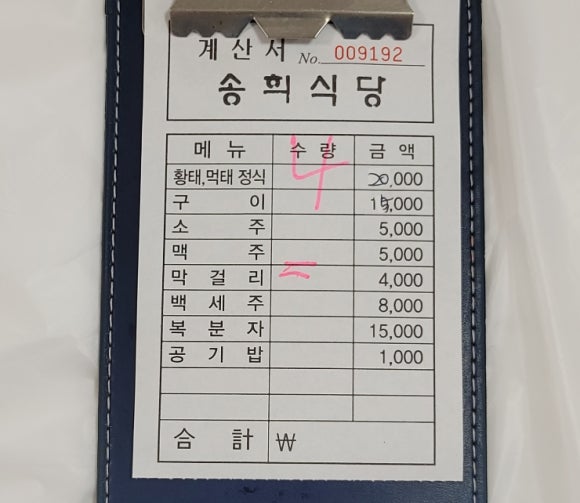 계산서 No. 009192
송희식당
메뉴 수량 금액
황태,먹태 정식 4 20,000
구이 15,000
소주 5,000
맥주 5,000
막걸리 = 4,000
백세주 8,000
복분자 15,000
공기밥 1,000
合計 ₩